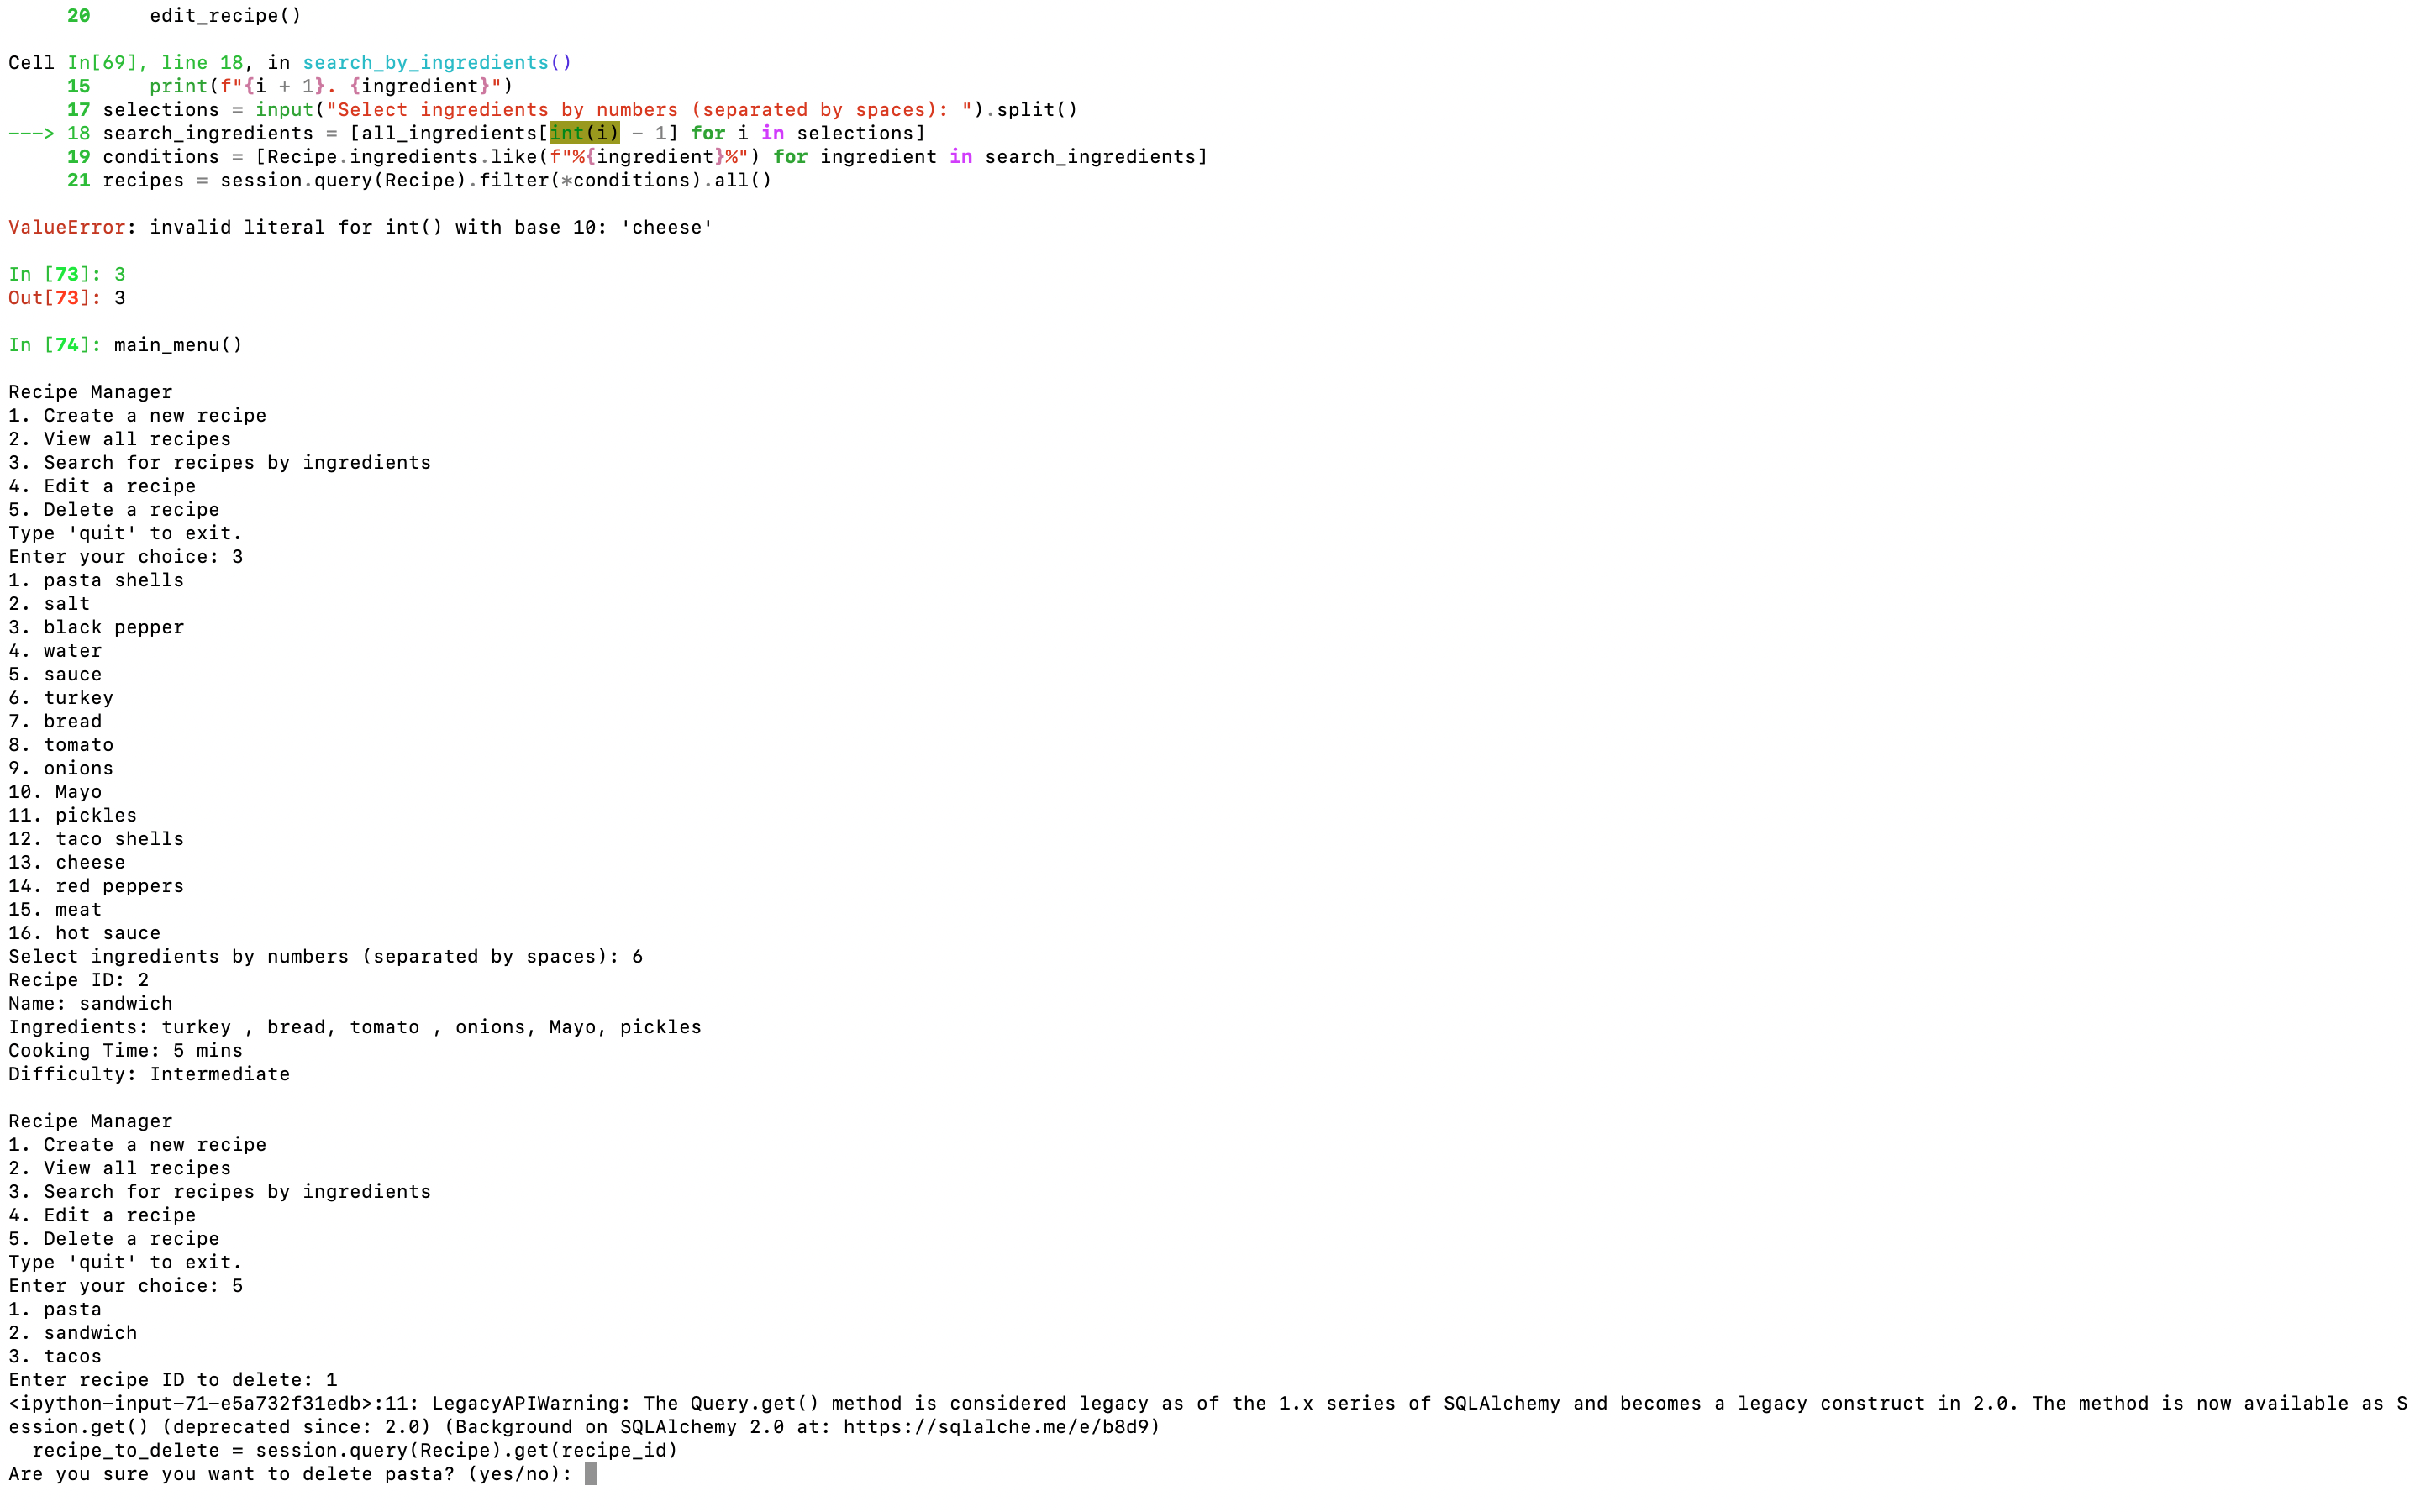 20     edit_recipe()
Cell In[69], line 18, in search_by_ingredients()
     15     print(f"{i + 1}. {ingredient}")
     17 selections = input("Select ingredients by numbers (separated by spaces): ").split()
---> 18 search_ingredients = [all_ingredients[int(i) - 1] for i in selections]
     19 conditions = [Recipe.ingredients.like(f"%{ingredient}%") for ingredient in search_ingredients]
     21 recipes = session.query(Recipe).filter(*conditions).all()
ValueError: invalid literal for int() with base 10: 'cheese'
In [73]: 3
Out[73]: 3
In [74]: main_menu()
Recipe Manager
1. Create a new recipe
2. View all recipes
3. Search for recipes by ingredients
4. Edit a recipe
5. Delete a recipe
Type 'quit' to exit.
Enter your choice: 3
1. pasta shells
2. salt
3. black pepper
4. water
5. sauce
6. turkey
7. bread
8. tomato
9. onions
10. Mayo
11. pickles
12. taco shells
13. cheese
14. red peppers
15. meat
16. hot sauce
Select ingredients by numbers (separated by spaces): 6
Recipe ID: 2
Name: sandwich
Ingredients: turkey , bread, tomato , onions, Mayo, pickles
Cooking Time: 5 mins
Difficulty: Intermediate
Recipe Manager
1. Create a new recipe
2. View all recipes
3. Search for recipes by ingredients
4. Edit a recipe
5. Delete a recipe
Type 'quit' to exit.
Enter your choice: 5
1. pasta
2. sandwich
3. tacos
Enter recipe ID to delete: 1
<ipython-input-71-e5a732f31edb>:11: LegacyAPIWarning: The Query.get() method is considered legacy as of the 1.x series of SQLAlchemy and becomes a legacy construct in 2.0. The method is now available as S
ession.get() (deprecated since: 2.0) (Background on SQLAlchemy 2.0 at: https://sqlalche.me/e/b8d9)
  recipe_to_delete = session.query(Recipe).get(recipe_id)
Are you sure you want to delete pasta? (yes/no):